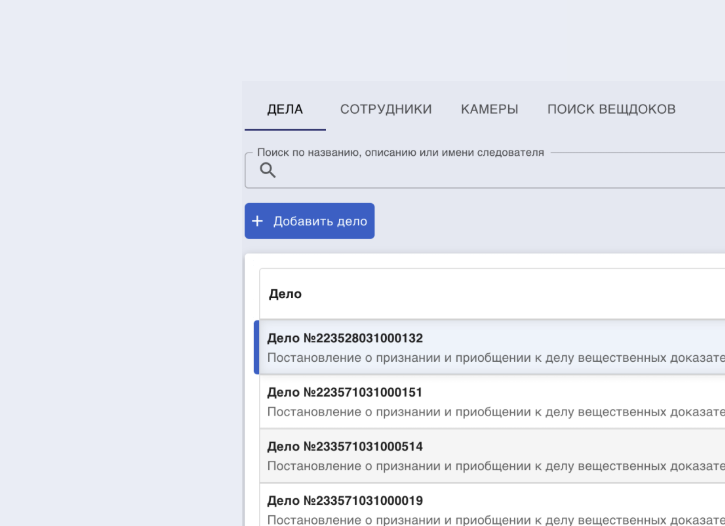 ДЕЛА СОТРУДНИКИ КАМЕРЫ ПОИСК ВЕЩДОКОВ
Поиск по названию, описанию или имени следователя
+ Добавить дело
Дело
Дело №223528031000132
Постановление о признании и приобщении к делу вещественных доказате
Дело №223571031000151
Постановление о признании и приобщении к делу вещественных доказате
Дело №233571031000514
Постановление о признании и приобщении к делу вещественных доказате
Дело №233571031000019
Постановление о признании и приобщении к делу вещественных доказате